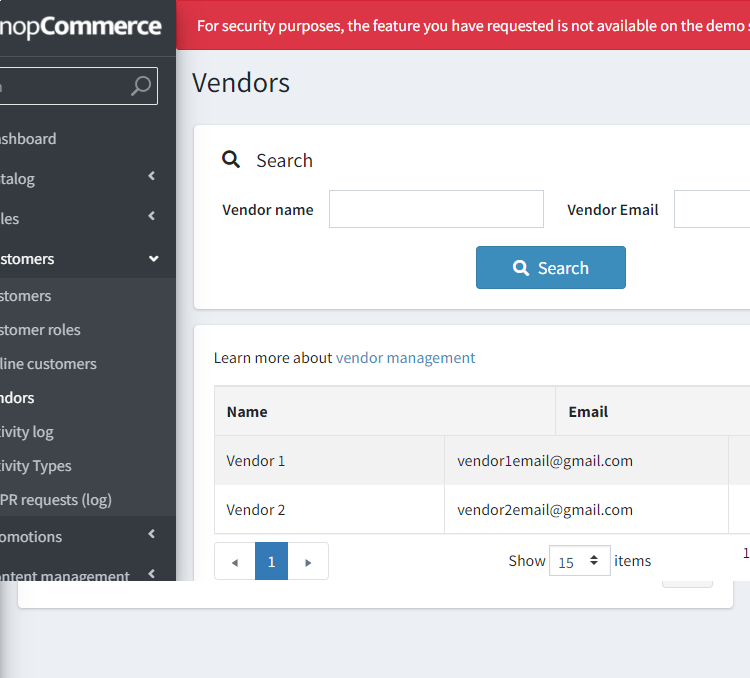 nopCommerce
For security purposes, the feature you have requested is not available on the demo
Vendors
Search
Vendor name
Vendor Email
Search
ashboard
talog
les
stomers
stomers
stomer roles
line customers
ndors
ivity log
ivity Types
PR requests (log)
omotions
ntent management
Learn more about vendor management
Name Email
Vendor 1 vendor1email@gmail.com
Vendor 2 vendor2email@gmail.com
1 Show 15 items 1